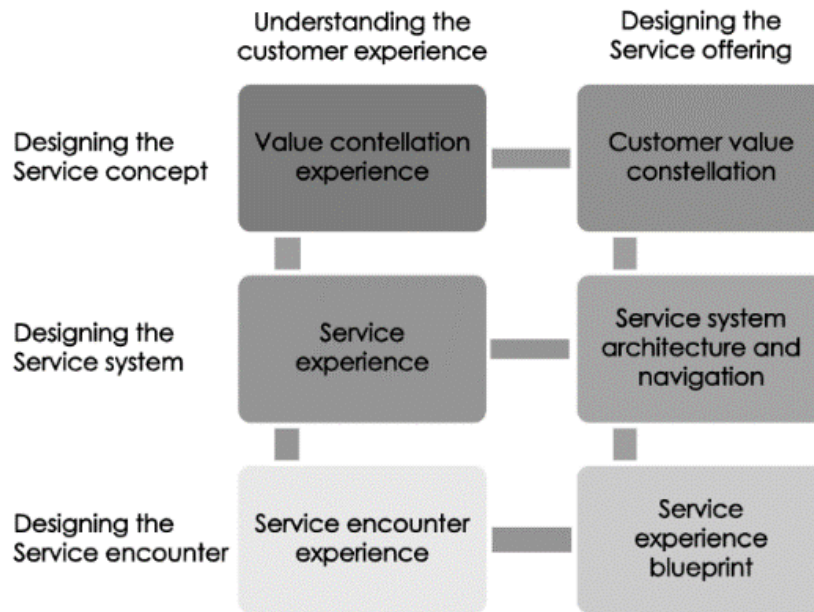 Understanding the
customer experience
Designing the
Service offering
Designing the
Service concept
Value contellation
experience
Customer value
constellation
Designing the
Service system
Service
experience
Service system
architecture and
navigation
Designing the
Service encounter
Service encounter
experience
Service
experience
blueprint